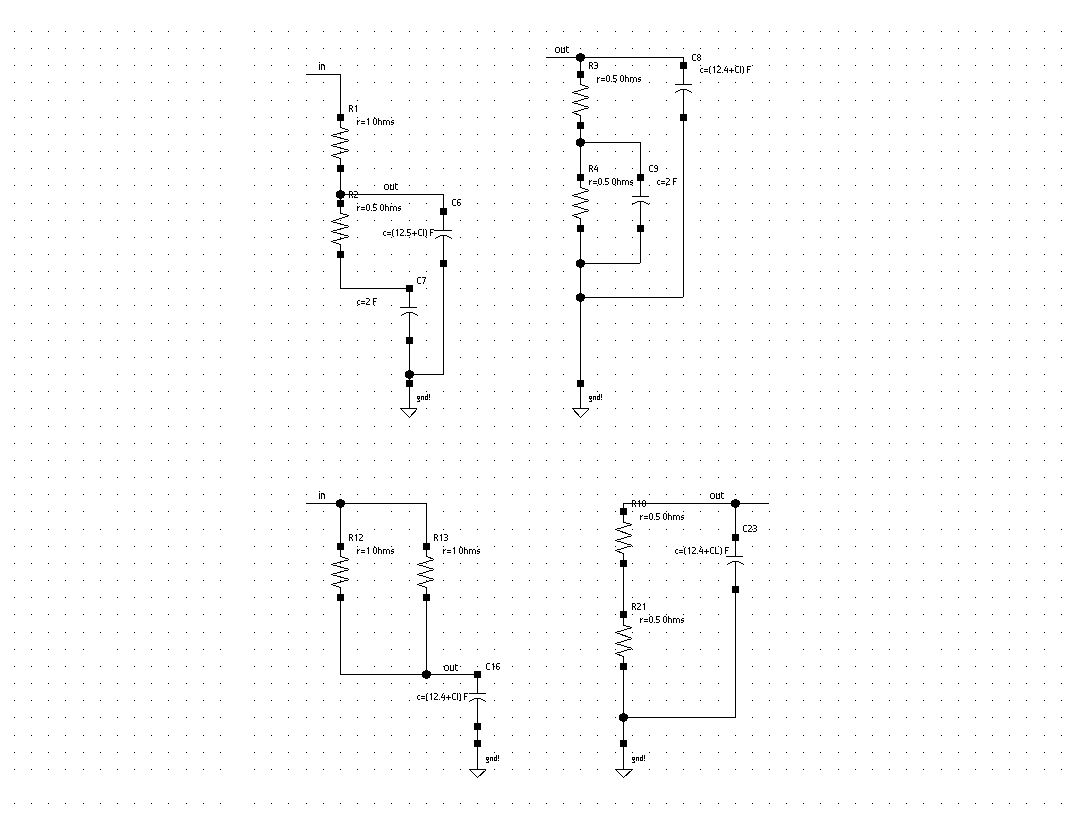 in
R1
r=1 Ohms
out
R2
r=0.5 Ohms
C6
c=(12.5+Cl) F
C7
c=2 F
gnd!
out
R3
r=0.5 Ohms
C8
c=(12.4+Cl) F
R4
r=0.5 Ohms
C9
c=2 F
gnd!
in
R12
r=1 Ohms
R13
r=1 Ohms
out
C16
c=(12.4+Cl) F
gnd!
R10
r=0.5 Ohms
out
C23
c=(12.4+CL) F
R21
r=0.5 Ohms
gnd!